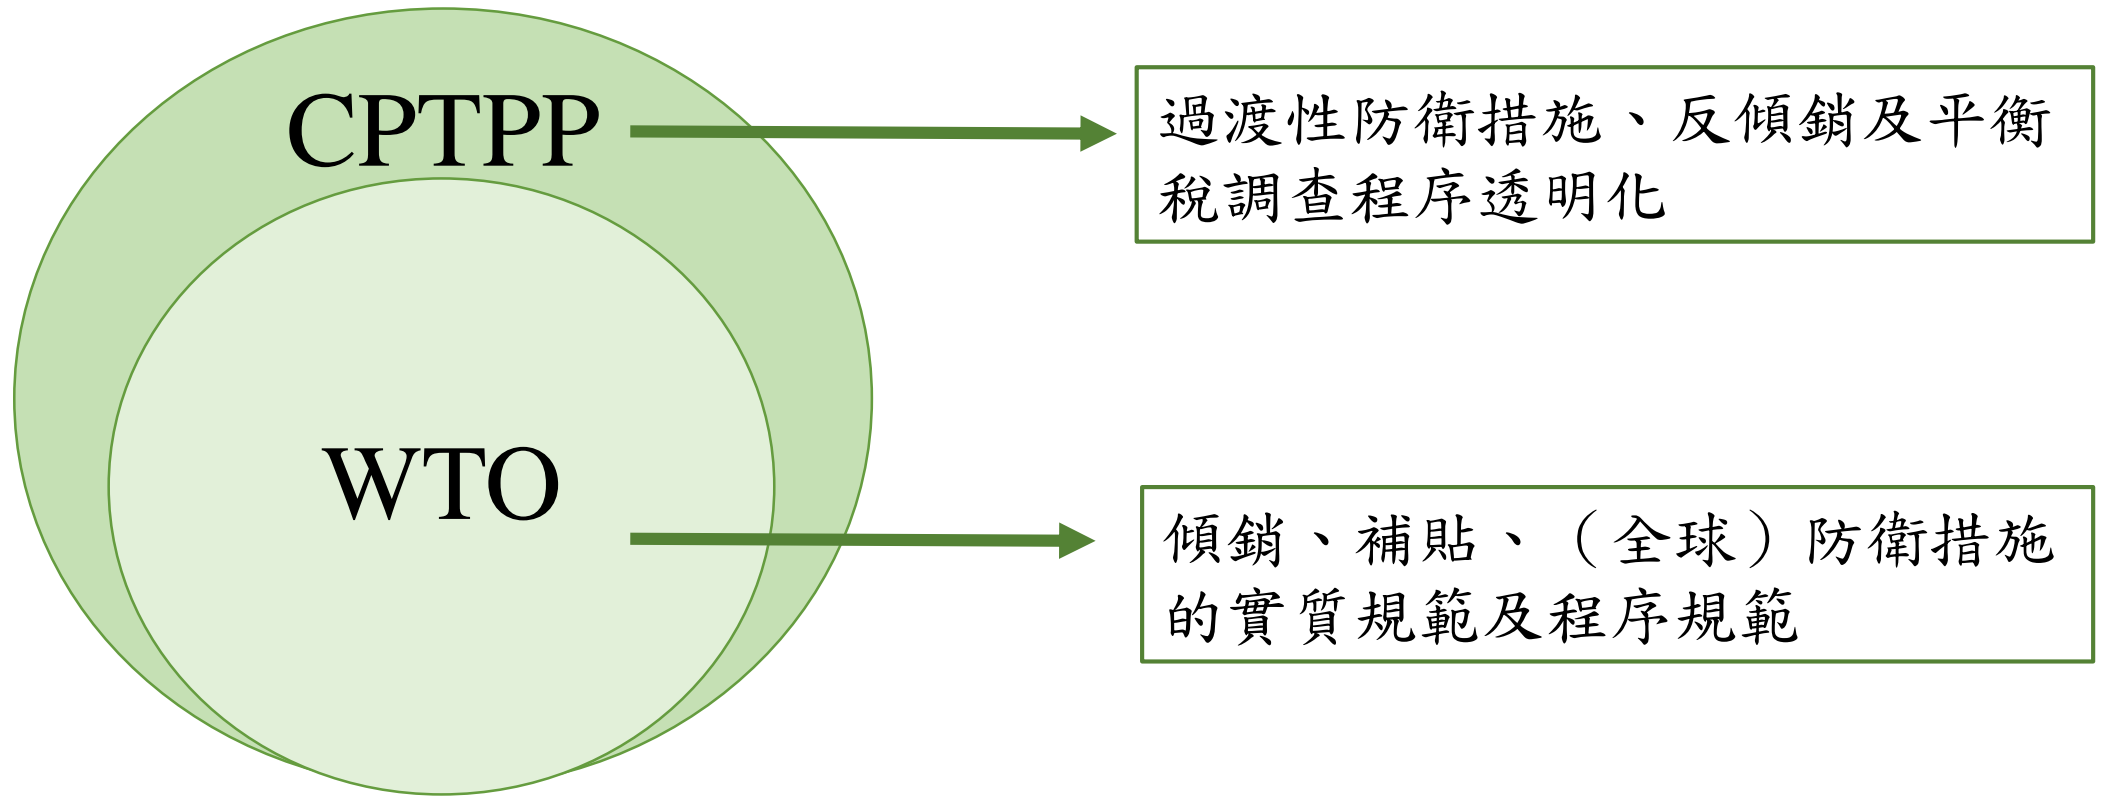 CPTPP
過渡性防衛措施、反傾銷及平衡
稅調查程序透明化
WTO
傾銷、補貼、（全球）防衛措施
的實質規範及程序規範